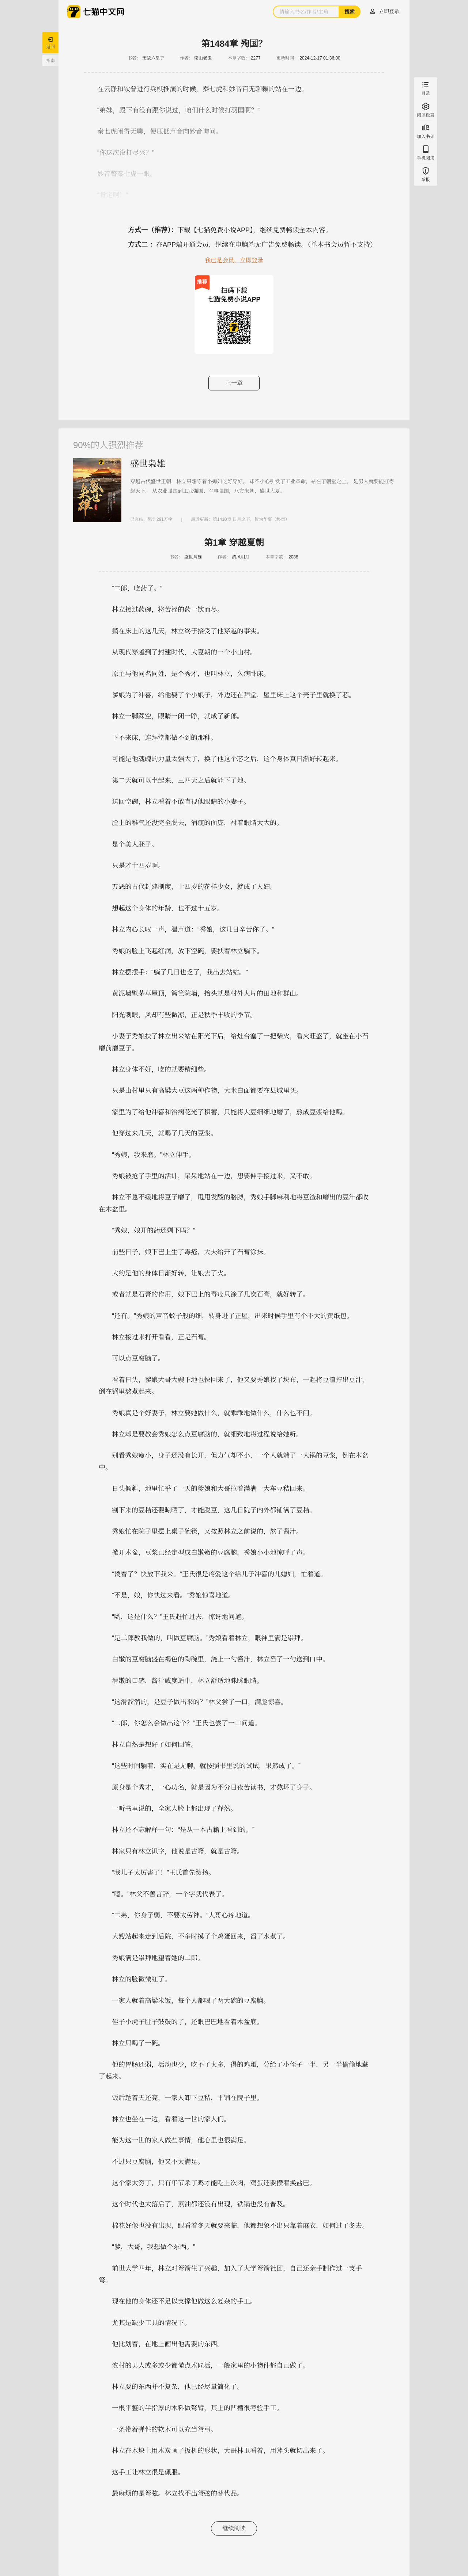 七猫中文网
请输入书名/作者/主角
搜索
立即登录
返回
书页
目录
阅读设置
加入书架
手机阅读
举报
第1484章 殉国？
书名： 无敌六皇子
作者： 梁山老鬼
本章字数： 2277
更新时间： 2024-12-17 01:36:00
在云铮和钦普进行兵棋推演的时候，秦七虎和妙音百无聊赖的站在一边。
“弟妹，殿下有没有跟你说过，咱们什么时候打羽国啊？”
秦七虎闲得无聊，便压低声音向妙音询问。
“你这次没打尽兴？”
妙音瞥秦七虎一眼。
方式一（推荐）： 下载【七猫免费小说APP】，继续免费畅读全本内容。
方式二： 在APP端开通会员，继续在电脑端无广告免费畅读。（单本书会员暂不支持）
我已是会员，立即登录
推荐
扫码下载
七猫免费小说APP
上一章
90%的人强烈推荐
盛世枭雄
盛世枭雄
穿越古代盛世王朝，林立只想守着小娘妇吃好穿好。却不小心引发了工业革命，站在了朝堂之上。是男人就要能扛得
起天下。从农业强国到工业强国、军事强国。八方来朝，盛世大夏。
第1章 穿越夏朝
书名： 盛世枭雄
作者： 清风明月
本章字数： 2088
“二郎，吃药了。”
林立接过药碗，将苦涩的药一饮而尽。
躺在床上的这几天，林立终于接受了他穿越的事实。
从现代穿越到了封建时代，大夏朝的一个小山村。
原主与他同名同姓，是个秀才，也叫林立，久病卧床。
爹娘为了冲喜，给他娶了个小娘子，外边还在拜堂，屋里床上这个壳子里就换了芯。
林立一脚踩空，眼睛一闭一睁，就成了新郎。
下不来床，连拜堂都做不到的那种。
可能是他魂魄的力量太强大了，换了他这个芯之后，这个身体真日渐好转起来。
第二天就可以坐起来，三四天之后就能下了地。
送回空碗，林立看着不敢直视他眼睛的小妻子。
脸上的稚气还没完全脱去，消瘦的面庞，衬着眼睛大大的。
是个美人胚子。
只是才十四岁啊。
万恶的古代封建制度，十四岁的花样少女，就成了人妇。
想起这个身体的年龄，也不过十五岁。
林立内心长叹一声，温声道：“秀娘，这几日辛苦你了。”
秀娘的脸上飞起红润，放下空碗，要扶着林立躺下。
林立摆摆手：“躺了几日也乏了，我出去站站。”
黄泥墙壁茅草屋顶，篱笆院墙，抬头就是村外大片的田地和群山。
阳光刺眼，风却有些微凉，正是秋季丰收的季节。
小妻子秀娘扶了林立出来站在阳光下后，给灶台塞了一把柴火，看火旺盛了，就坐在小石
磨前磨豆子。
林立身体不好，吃的就要精细些。
只是山村里只有高粱大豆这两种作物，大米白面都要在县城里买。
家里为了给他冲喜和治病花光了积蓄，只能将大豆细细地磨了，熬成豆浆给他喝。
他穿过来几天，就喝了几天的豆浆。
“秀娘，我来磨。”林立伸手。
秀娘被抢了手里的活计，呆呆地站在一边，想要伸手接过来，又不敢。
林立不急不缓地将豆子磨了，甩甩发酸的胳膊，秀娘手脚麻利地将豆渣和磨出的豆汁都收
在木盆里。
“秀娘，娘开的药还剩下吗？”
前些日子，娘下巴上生了毒疮，大夫给开了石膏涂抹。
大约是他的身体日渐好转，让娘去了火。
或者就是石膏的作用，娘下巴上的毒疮只涂了几次石膏，就好转了。
“还有。”秀娘的声音蚊子般的细，转身进了正屋，出来时候手里有个不大的黄纸包。
林立接过来打开看看，正是石膏。
可以点豆腐脑了。
看着日头，爹娘大哥大嫂下地也快回来了，他又要秀娘找了块布，一起将豆渣拧出豆汁，
倒在锅里熬煮起来。
秀娘真是个好妻子，林立要她做什么，就乖乖地做什么，什么也不问。
林立却是要教会秀娘怎么点豆腐脑的，就细致地将过程说给她听。
别看秀娘瘦小，身子还没有长开，但力气却不小，一个人就端了一大锅的豆浆，倒在木盆
中。
日头倾斜，地里忙乎了一天的爹娘和大哥拉着满满一大车豆秸回来。
割下来的豆秸还要晾晒了，才能脱豆，这几日院子内外都铺满了豆秸。
秀娘忙在院子里摆上桌子碗筷，又按照林立之前说的，熬了酱汁。
掀开木盆，豆浆已经定型成白嫩嫩的豆腐脑，秀娘小小地惊呼了声。
“烫着了？快放下我来。”王氏很是疼爱这个给儿子冲喜的儿媳妇，忙着道。
“不是，娘，你快过来看。”秀娘惊喜地道。
“哟，这是什么？”王氏赶忙过去，惊讶地问道。
“是二郎教我做的，叫做豆腐脑。”秀娘看着林立，眼神里满是崇拜。
白嫩的豆腐脑盛在褐色的陶碗里，浇上一勺酱汁，林立舀了一勺送到口中。
滑嫩的口感，酱汁咸度适中，林立舒适地眯眯眼睛。
“这滑溜溜的，是豆子做出来的？”林父尝了一口，满脸惊喜。
“二郎，你怎么会做出这个？”王氏也尝了一口问道。
林立自然是想好了如何回答。
“这些时间躺着，实在是无聊，就按照书里说的试试，果然成了。”
原身是个秀才，一心功名，就是因为不分日夜苦读书，才熬坏了身子。
一听书里说的，全家人脸上都出现了释然。
林立还不忘解释一句：“是从一本古籍上看到的。”
林家只有林立识字，他说是古籍，就是古籍。
“我儿子太厉害了！”王氏首先赞扬。
“嗯。”林父不善言辞，一个字就代表了。
“二弟，你身子弱，不要太劳神。”大哥心疼地道。
大嫂站起来走到后院，不多时摸了个鸡蛋回来，舀了水煮了。
秀娘满是崇拜地望着她的二郎。
林立的脸微微红了。
一家人就着高粱米饭，每个人都喝了两大碗的豆腐脑。
侄子小虎子肚子鼓鼓的了，还眼巴巴地看着木盆底。
林立只喝了一碗。
他的胃肠还弱，活动也少，吃不了太多，得的鸡蛋，分给了小侄子一半，另一半偷偷地藏
了起来。
饭后趁着天还亮，一家人卸下豆秸，平铺在院子里。
林立也坐在一边，看着这一世的家人们。
能为这一世的家人做些事情，他心里也很满足。
不过只豆腐脑，他又不太满足。
这个家太穷了，只有年节杀了鸡才能吃上次肉，鸡蛋还要攒着换盐巴。
这个时代也太落后了，素油都还没有出现，铁锅也没有普及。
棉花好像也没有出现，眼看着冬天就要来临，他都想象不出只靠着麻衣，如何过了冬去。
“爹，大哥，我想做个东西。”
前世大学四年，林立对弩箭生了兴趣，加入了大学弩箭社团，自己还亲手制作过一支手
弩。
现在他的身体还不足以支撑他做这么复杂的手工。
尤其是缺少工具的情况下。
他比划着，在地上画出他需要的东西。
农村的男人或多或少都懂点木匠活，一般家里的小物件都自己做了。
林立要的东西并不复杂，他已经尽量简化了。
一根平整的半指厚的木料做弩臂，其上的凹槽很考验手工。
一条带着弹性的软木可以充当弩弓。
林立在木块上用木炭画了扳机的形状，大哥林卫看着，用斧头就切出来了。
这手工让林立很是佩服。
最麻烦的是弩弦。林立找不出弩弦的替代品。
继续阅读